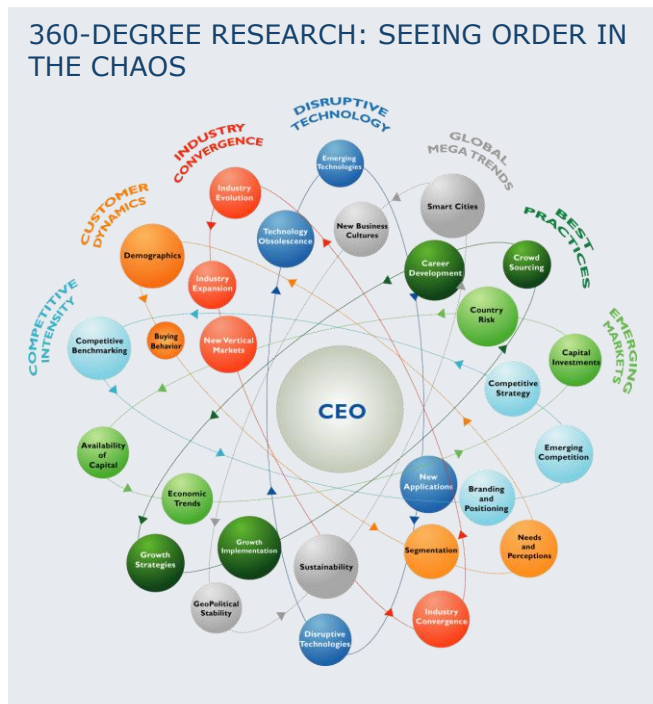 360-DEGREE RESEARCH: SEEING ORDER IN
THE CHAOS
DISRUPTIVE
TECHNOLOGY
INDUSTRY
CONVERGENCE
GLOBAL
MEGA TRENDS
CUSTOMER
DYNAMICS
BEST
PRACTICES
COMPETITIVE
INTENSITY
EMERGING
MARKETS
Emerging
Technologies
Industry
Evolution
Smart Cities
Technology
Obsolescence
New Business
Cultures
Demographics
Career
Development
Crowd
Sourcing
Industry
Expansion
Country
Risk
Competitive
Benchmarking
Buying
Behavior
New Vertical
Markets
Capital
Investments
Competitive
Strategy
CEO
Availability
of
Capital
Emerging
Competition
Economic
Trends
New
Applications
Branding
and
Positioning
Growth
Strategies
Growth
Implementation
Sustainability
Segmentation
Needs
and
Perceptions
GeoPolitical
Stability
Disruptive
Technologies
Industry
Convergence